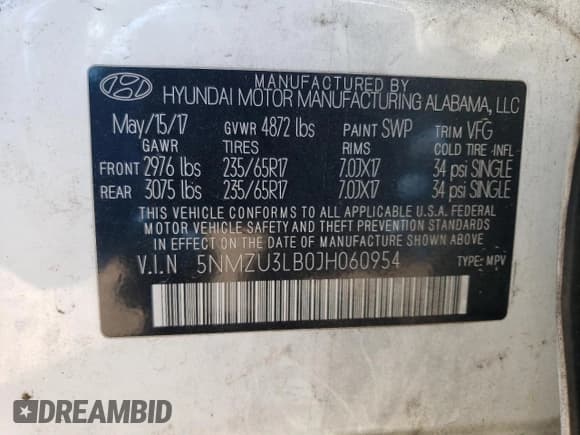 MANUFACTURED BY
HYUNDAI MOTOR MANUFACTURING ALABAMA, LLC
May/15/17 GVWR 4872 lbs PAINT SWP TRIM VFG
GAWR TIRES RIMS COLD TIRE INFL
FRONT 2976 lbs 235/65R17 7.0JX17 34 psi SINGLE
REAR 3075 lbs 235/65R17 7.0JX17 34 psi SINGLE
THIS VEHICLE CONFORMS TO ALL APPLICABLE U.S.A. FEDERAL
MOTOR VEHICLE SAFETY AND THEFT PREVENTION STANDARDS
IN EFFECT ON THE DATE OF MANUFACTURE SHOWN ABOVE
V.I.N 5NMZU3LB0JH060954 TYPE: MPV
DREAMBID